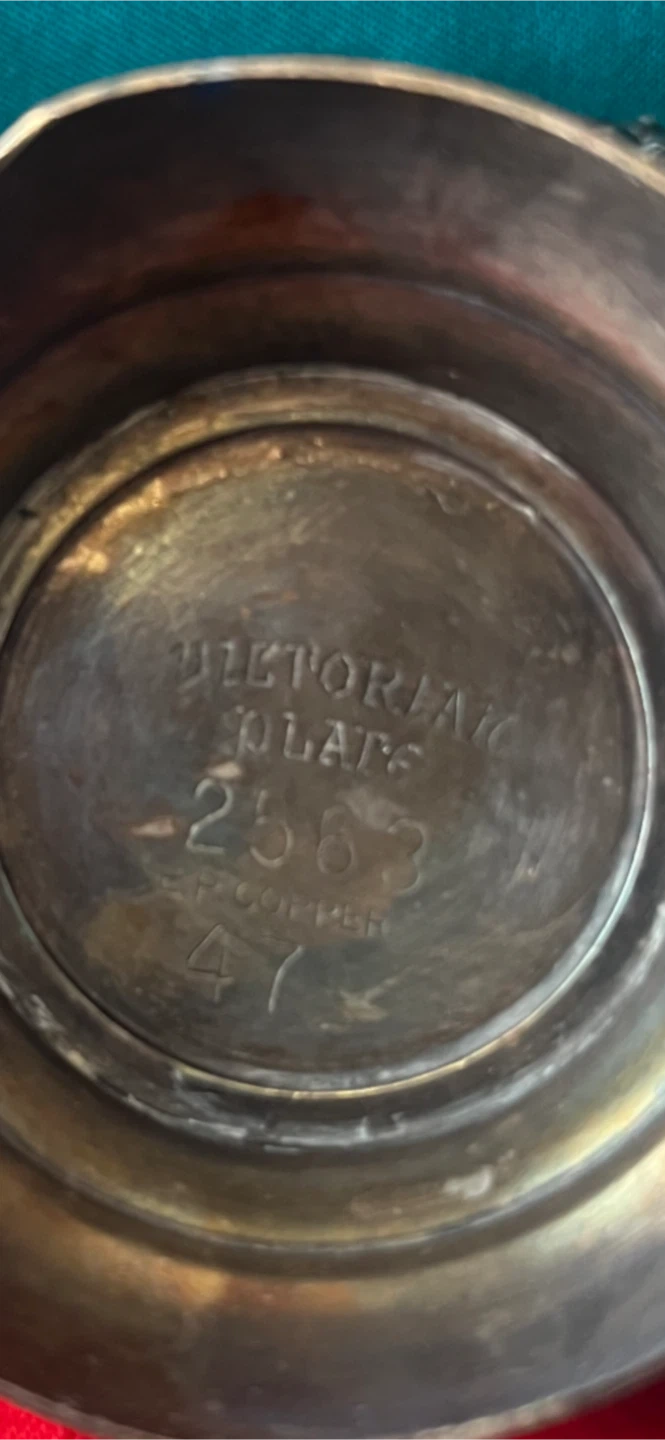 VICTORIAN
PLATE
2563
E.P. COPPER
47